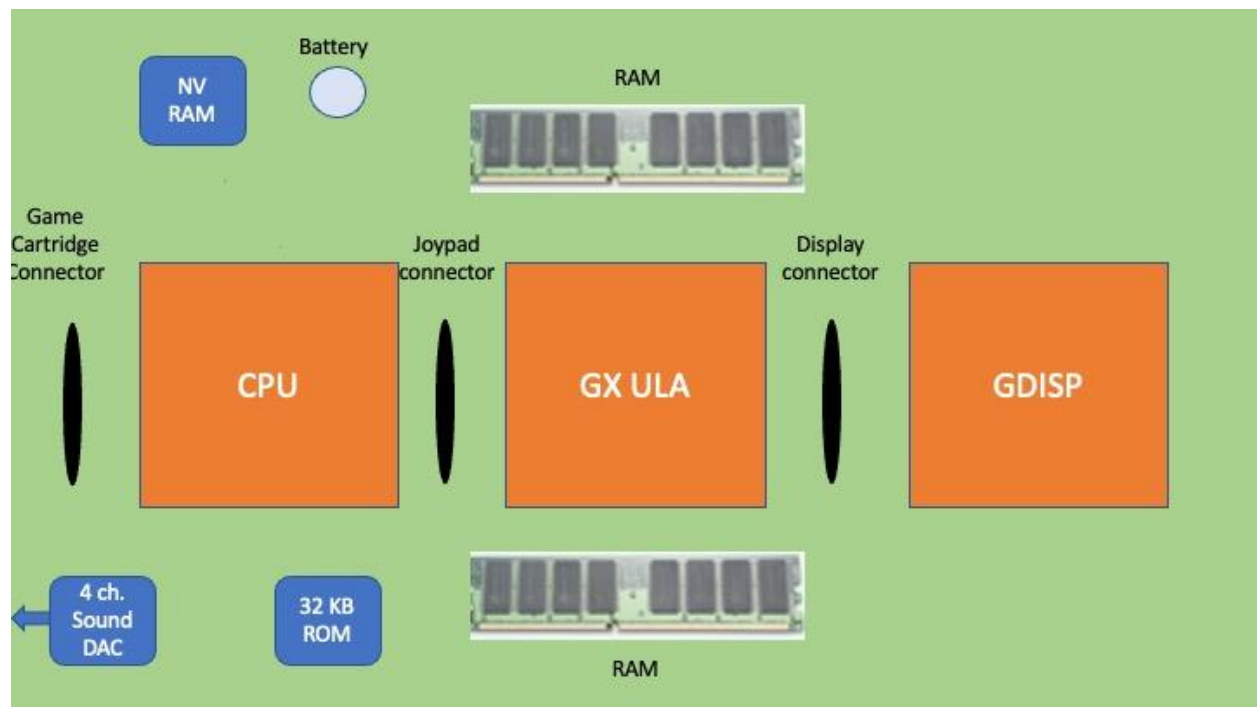 Battery
NV
RAM
RAM
Game
Cartridge
Connector
Joypad
connector
Display
connector
CPU
GX ULA
GDISP
4 ch.
Sound
DAC
32 KB
ROM
RAM